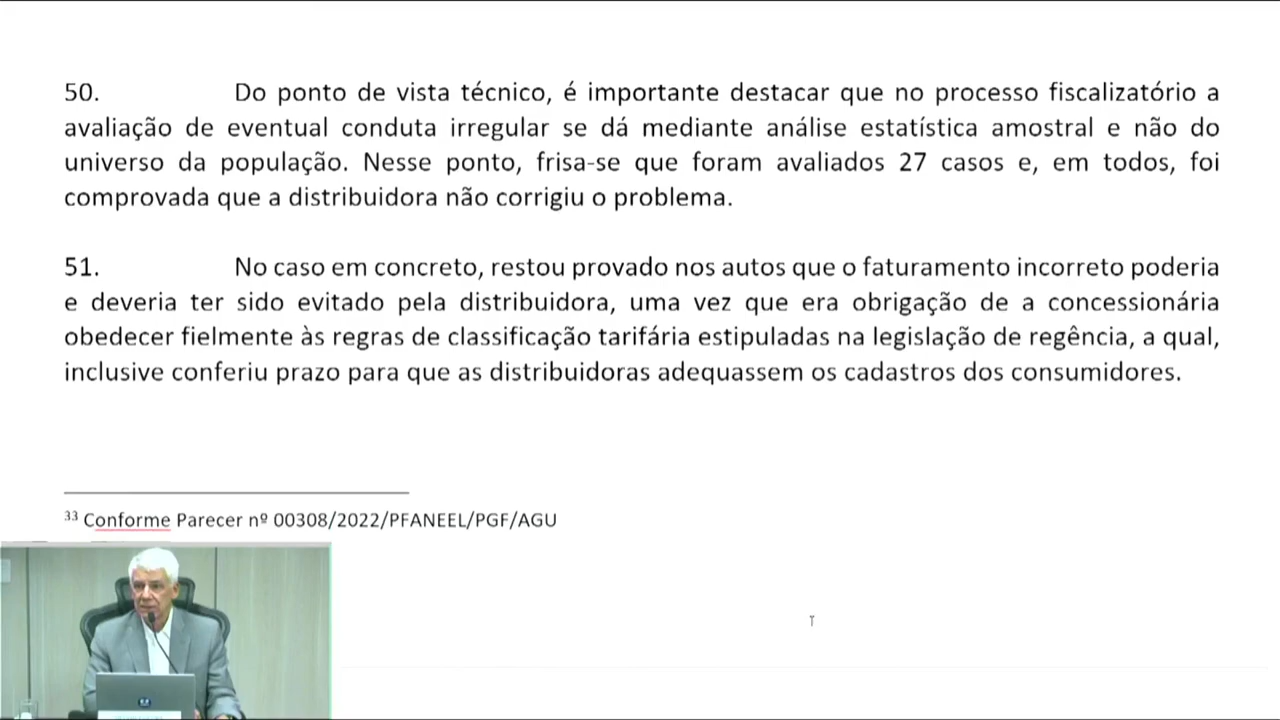 50. Do ponto de vista técnico, é importante destacar que no processo fiscalizatório a
avaliação de eventual conduta irregular se dá mediante análise estatística amostral e não do
universo da população. Nesse ponto, frisa-se que foram avaliados 27 casos e, em todos, foi
comprovada que a distribuidora não corrigiu o problema.
51. No caso em concreto, restou provado nos autos que o faturamento incorreto poderia
e deveria ter sido evitado pela distribuidora, uma vez que era obrigação de a concessionária
obedecer fielmente às regras de classificação tarifária estipuladas na legislação de regência, a qual,
inclusive conferiu prazo para que as distribuidoras adequassem os cadastros dos consumidores.
33 Conforme Parecer nº 00308/2022/PFANEEL/PGF/AGU